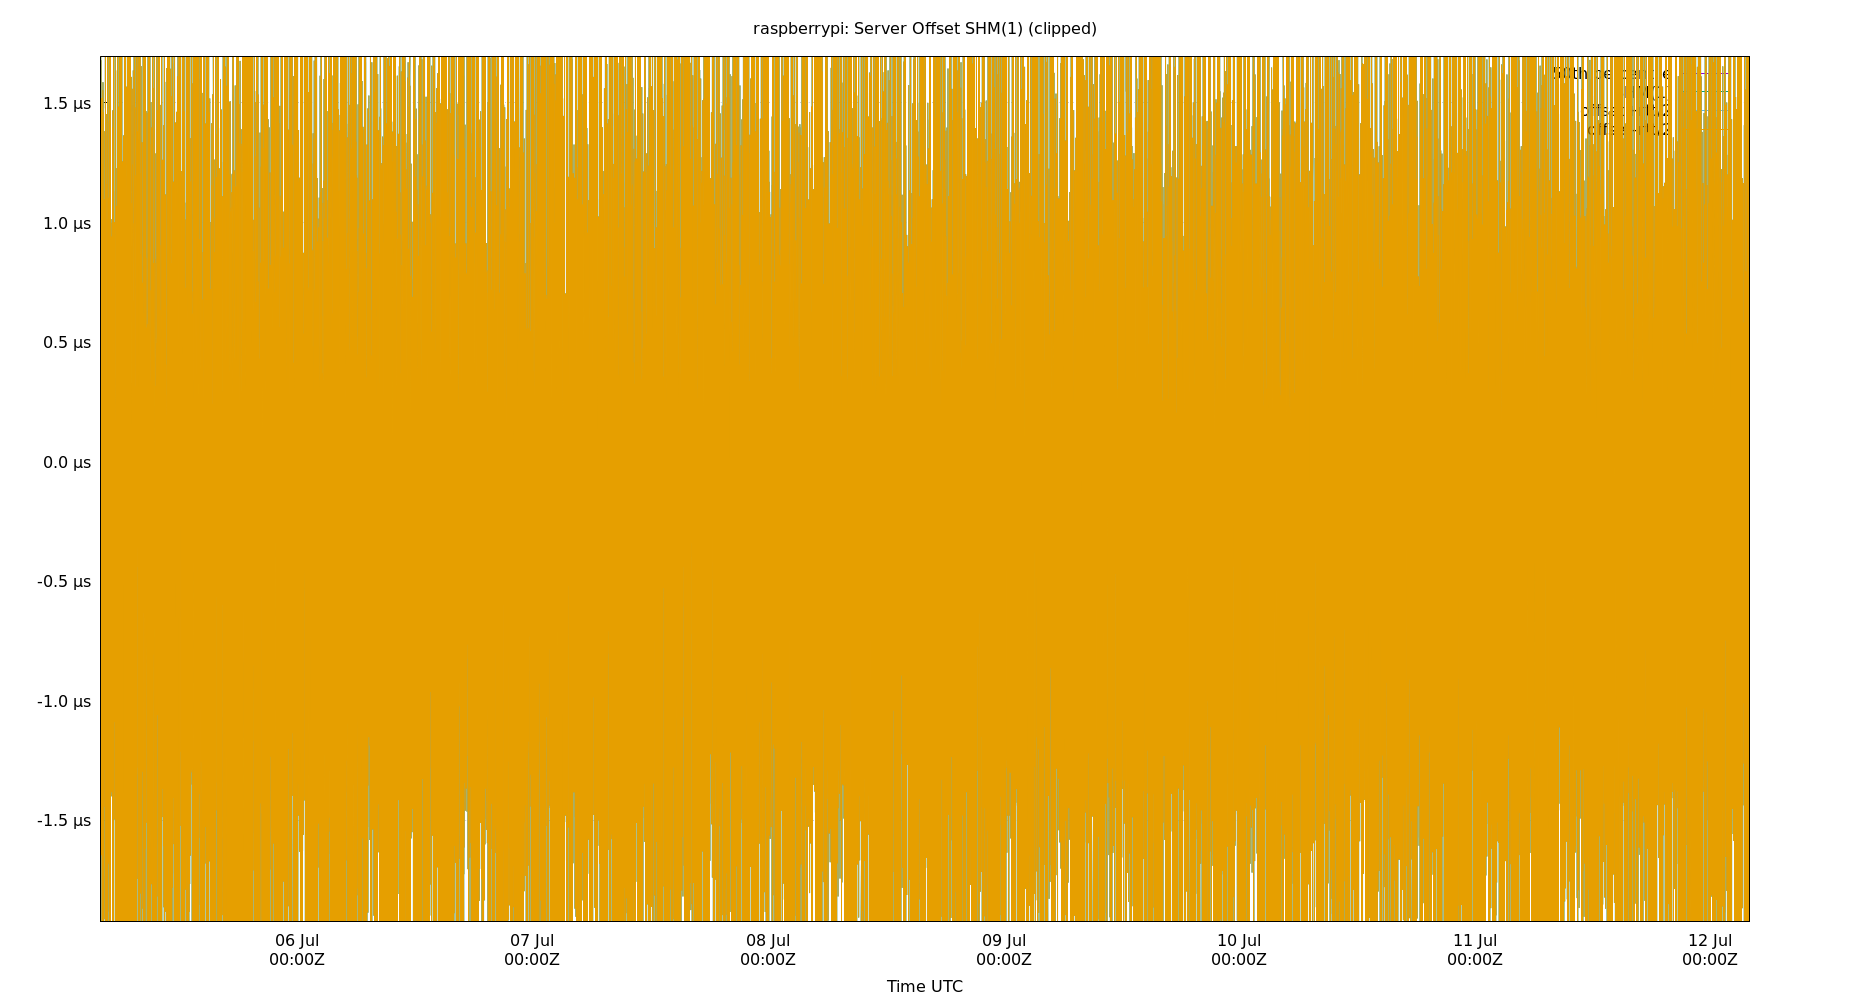 raspberrypi: Server Offset SHM(1) (clipped)
1.5 µs
1.0 µs
0.5 µs
0.0 µs
-0.5 µs
-1.0 µs
-1.5 µs
06 Jul 07 Jul 08 Jul 09 Jul 10 Jul 11 Jul 12 Jul
00:00Z 00:00Z 00:00Z 00:00Z 00:00Z 00:00Z 00:00Z
Time UTC